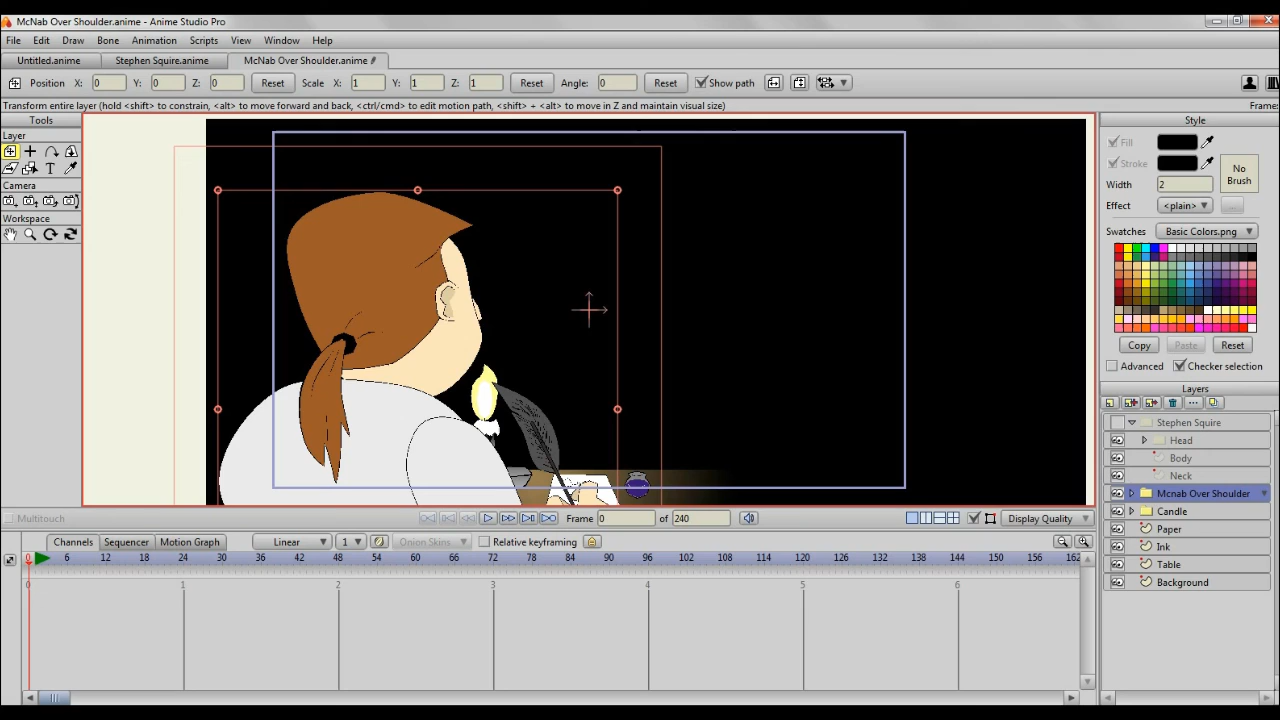 McNab Over Shoulder.anime - Anime Studio Pro
File Edit Draw Bone Animation Scripts View Window Help
Untitled.anime Stephen Squire.anime McNab Over Shoulder.anime
Position X: 0 Y: 0 Z: 0 Reset Scale X: 1 Y: 1 Z: 1 Reset Angle: 0 Reset Show path
Transform entire layer (hold <shift> to constrain, <alt> to move forward and back, <ctrl/cmd> to edit motion path, <shift> + <alt> to move in Z and maintain visual size)
Frame:
Tools
Layer
T
Camera
Workspace
Style
Fill
Stroke
No Brush
Width 2
Effect <plain> ...
Swatches Basic Colors.png
Copy Paste Reset
Advanced Checker selection
Layers
Stephen Squire
Head
Body
Neck
Mcnab Over Shoulder
Candle
Paper
Ink
Table
Background
Multitouch Frame 0 of 240 Display Quality
Channels Sequencer Motion Graph Linear 1 Onion Skins Relative keyframing
0 6 12 18 24 30 36 42 48 54 60 66 72 78 84 90 96 102 108 114 120 126 132 138 144 150 156 162
0 1 2 3 4 5 6